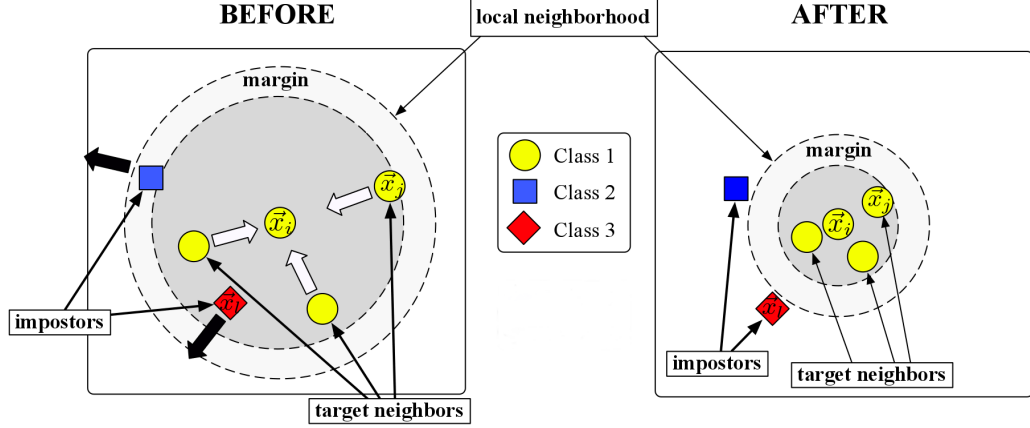 BEFORE
local neighborhood
AFTER
margin
margin
Class 1
Class 2
Class 3
x⃗ⱼ
x⃗ᵢ
x⃗ₗ
x⃗ⱼ
x⃗ᵢ
x⃗ₗ
impostors
target neighbors
impostors
target neighbors